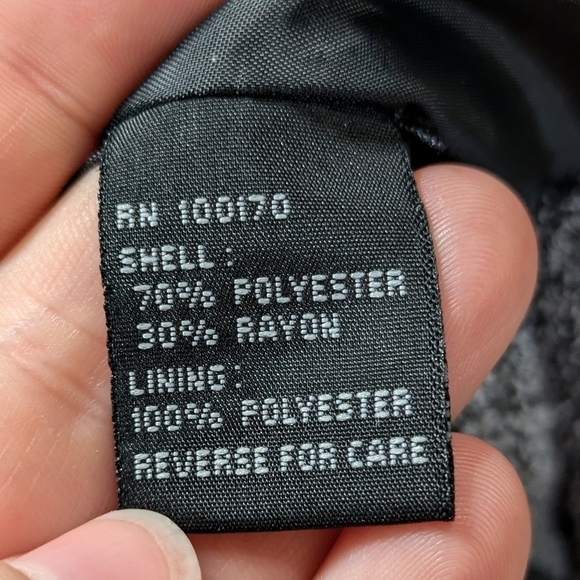 RN 100170
SHELL:
70% POLYESTER
30% RAYON
LINING:
100% POLYESTER
REVERSE FOR CARE